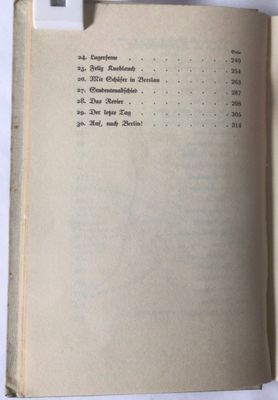 Seite
24. Lagerfeme . . . . . . . . . 240
25. Felix Knoblauch . . . . . . . . 254
26. Mit Schäfer in Breslau . . . . . . 263
27. Studentenabschied . . . . . . . 287
28. Das Revier . . . . . . . . . 298
29. Der letzte Tag . . . . . . . . 305
30. Auf, nach Berlin! . . . . . . . 314